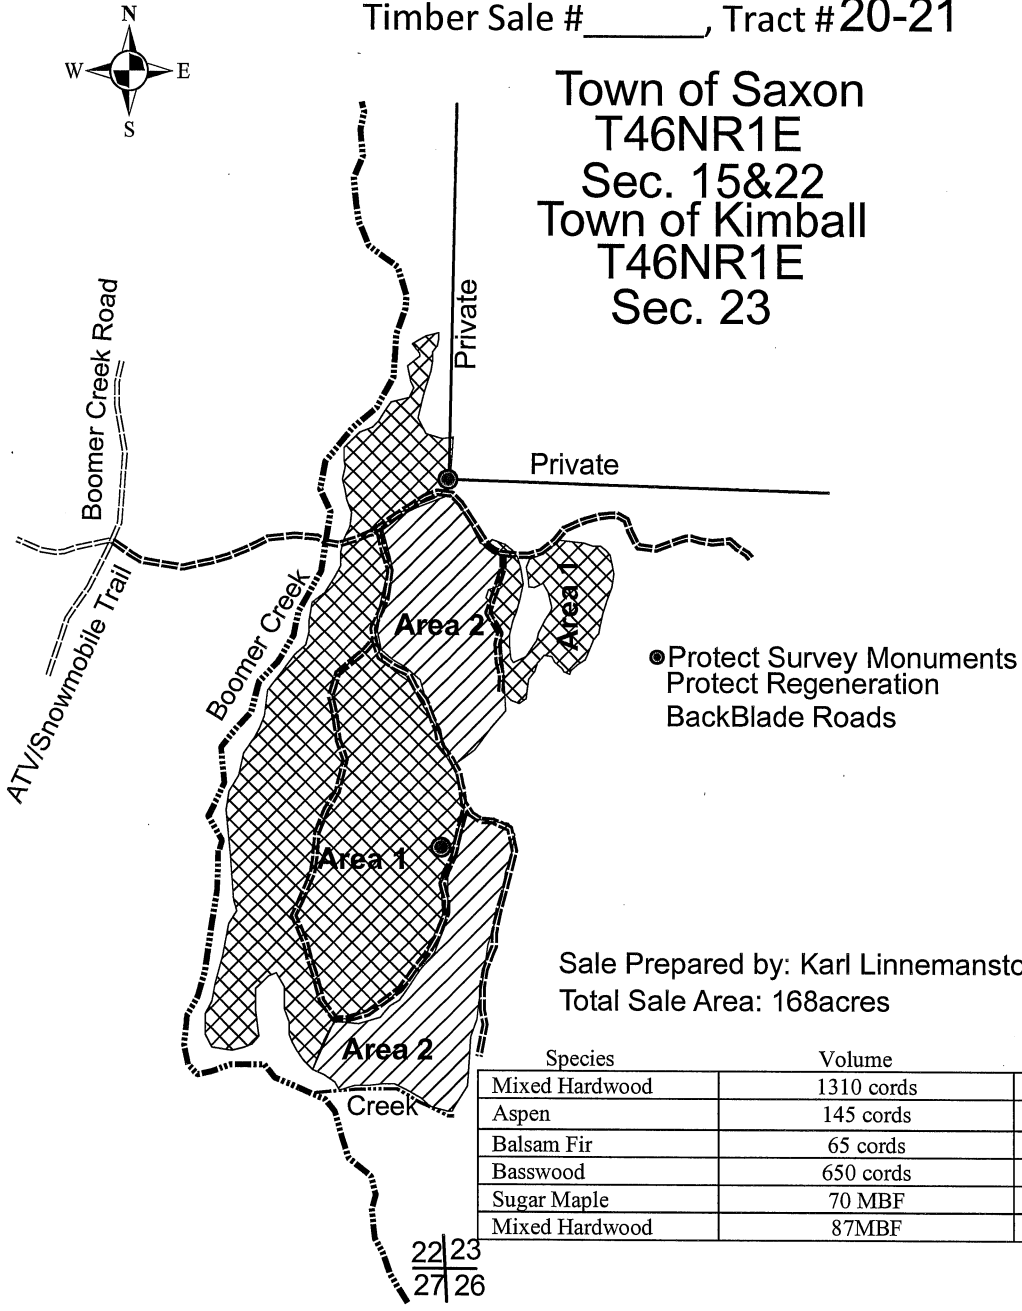 Timber Sale #______, Tract # 20-21
N
W E
S
Town of Saxon
T46NR1E
Sec. 15&22
Town of Kimball
T46NR1E
Sec. 23
Private
Boomer Creek Road
Private
ATV/Snowmobile Trail
Boomer Creek
Area 2
Area 1
Protect Survey Monuments
Protect Regeneration
BackBlade Roads
Area 1
Sale Prepared by: Karl Linnemansto
Total Sale Area: 168acres
Area 2
Creek
Species Volume
Mixed Hardwood 1310 cords
Aspen 145 cords
Balsam Fir 65 cords
Basswood 650 cords
Sugar Maple 70 MBF
Mixed Hardwood 87MBF
22 23
27 26